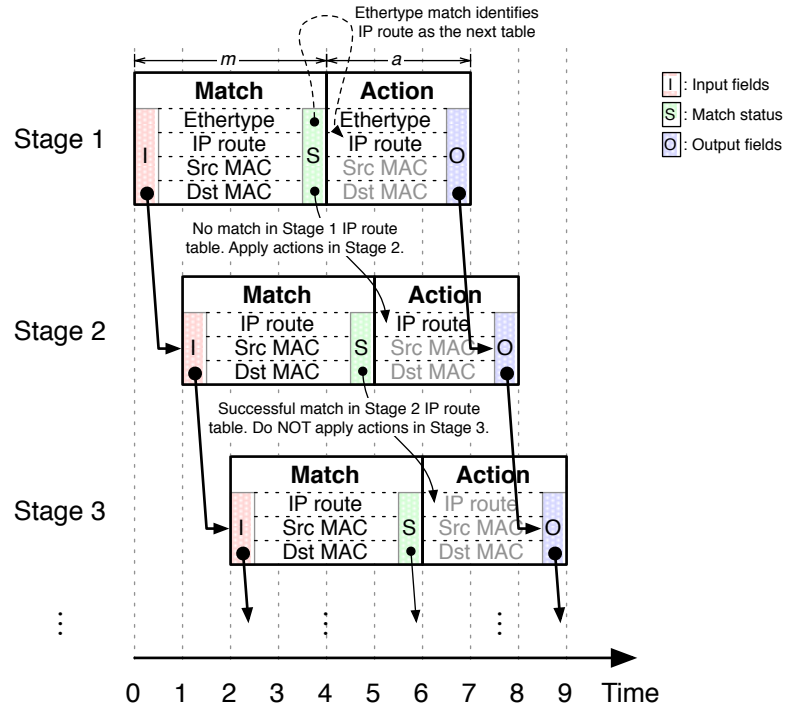 Ethertype match identifies
IP route as the next table
m a
Match Action
I : Input fields
S : Match status
O : Output fields
Stage 1
Ethertype Ethertype
IP route IP route
I S O
Src MAC Src MAC
Dst MAC Dst MAC
No match in Stage 1 IP route
table. Apply actions in Stage 2.
Match Action
Stage 2
IP route IP route
I Src MAC S Src MAC O
Dst MAC Dst MAC
Successful match in Stage 2 IP route
table. Do NOT apply actions in Stage 3.
Match Action
Stage 3
IP route IP route
I Src MAC S Src MAC O
Dst MAC Dst MAC
0 1 2 3 4 5 6 7 8 9 Time